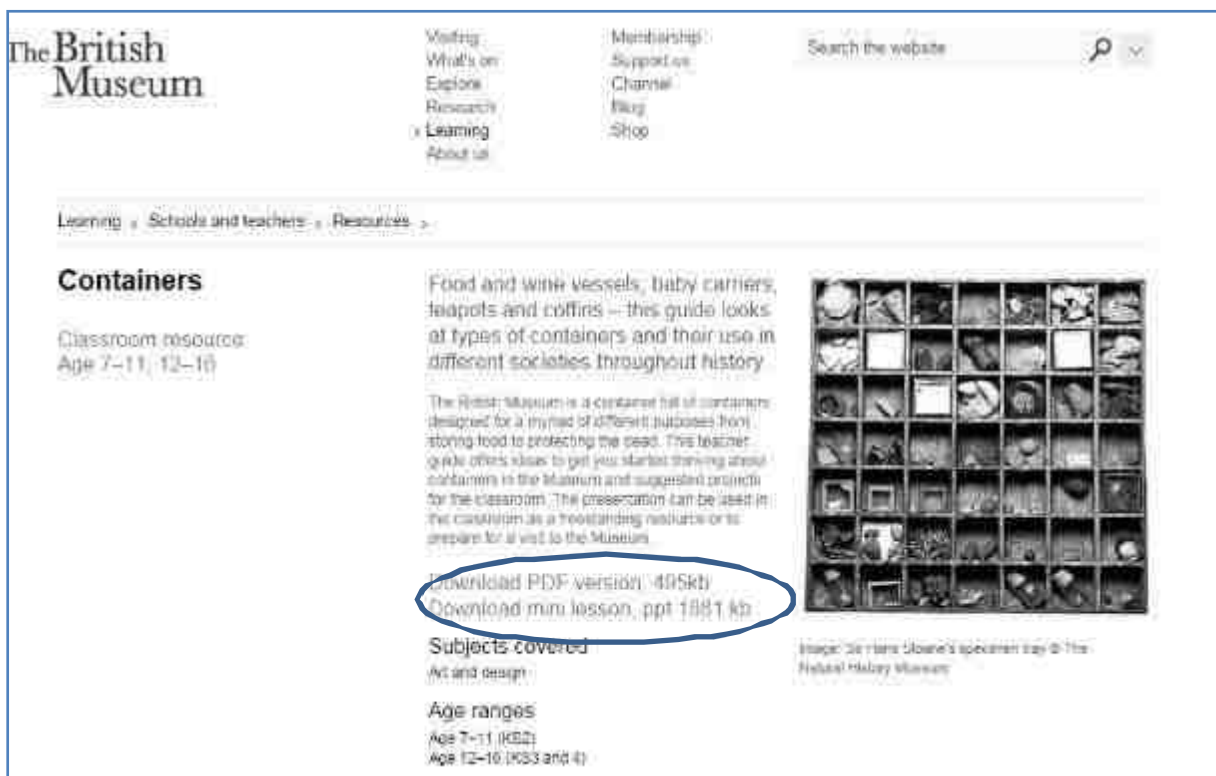 The British
Museum
Visiting
What's on
Explore
Research
› Learning
About us
Membership
Support us
Channel
Blog
Shop
Search the website
Learning › Schools and teachers › Resources ›
Containers
Classroom resource
Age 7–11, 12–16
Food and wine vessels, baby carriers,
teapots and coffins – this guide looks
at types of containers and their use in
different societies throughout history
The British Museum is a container full of containers
designed for a myriad of different purposes from
storing food to protecting the dead. This teacher
guide offers ideas to get you started thinking about
containers in the Museum and suggested projects
for the classroom. The presentation can be used in
the classroom as a freestanding resource or to
prepare for a visit to the Museum.
Download PDF version, 495kb
Download mini lesson, ppt 1881 kb
Subjects covered
Art and design
Age ranges
Age 7–11 (KS2)
Age 12–16 (KS3 and 4)
Image: Sir Hans Sloane's specimen tray © The
Natural History Museum